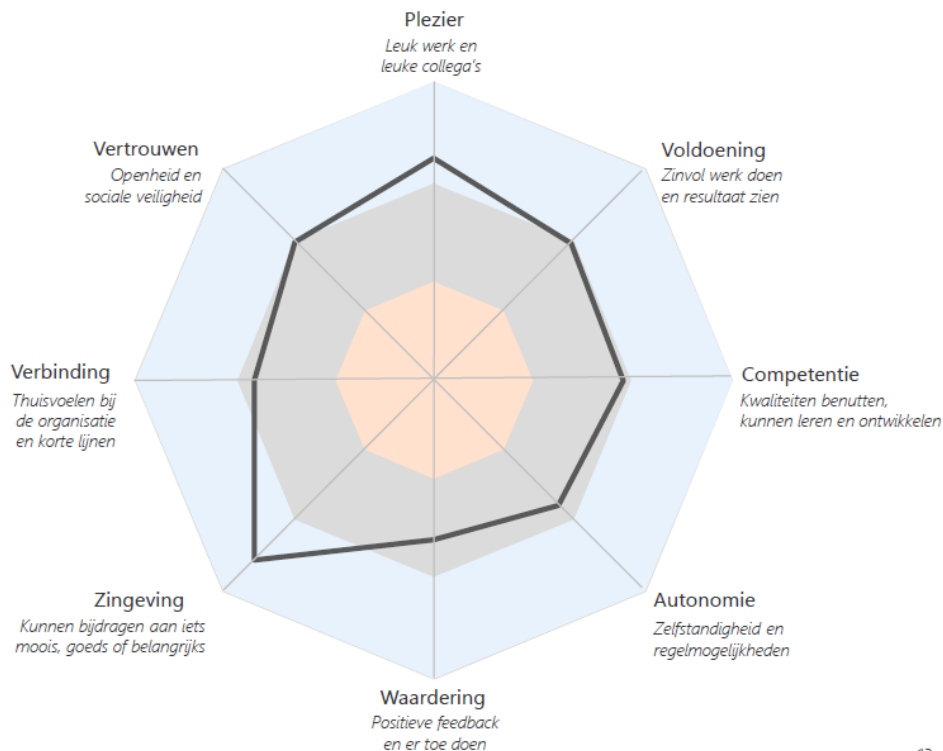 Plezier
Leuk werk en
leuke collega's
Vertrouwen
Openheid en
sociale veiligheid
Voldoening
Zinvol werk doen
en resultaat zien
Verbinding
Thuisvoelen bij
de organisatie
en korte lijnen
Competentie
Kwaliteiten benutten,
kunnen leren en ontwikkelen
Zingeving
Kunnen bijdragen aan iets
moois, goeds of belangrijks
Autonomie
Zelfstandigheid en
regelmogelijkheden
Waardering
Positieve feedback
en er toe doen